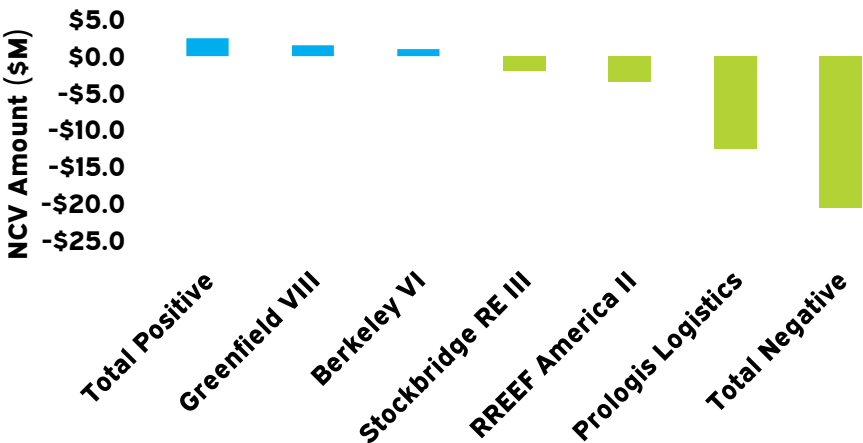 NCV Amount ($M)
$5.0
$0.0
-$5.0
-$10.0
-$15.0
-$20.0
-$25.0
Total Positive
Greenfield VIII
Berkeley VI
Stockbridge RE III
RREEF America II
Prologis Logistics
Total Negative